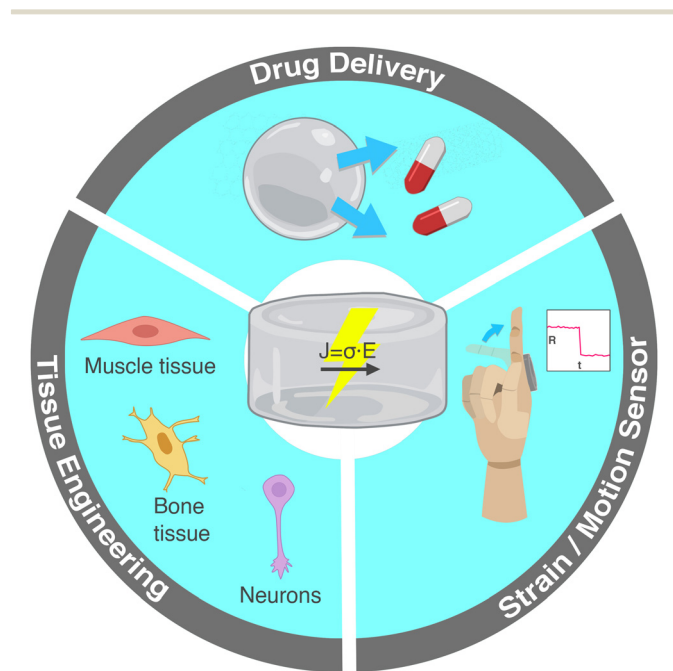 Drug Delivery
J=σ·E
R
t
Muscle tissue
Bone
tissue
Neurons
Tissue Engineering
Strain / Motion Sensor